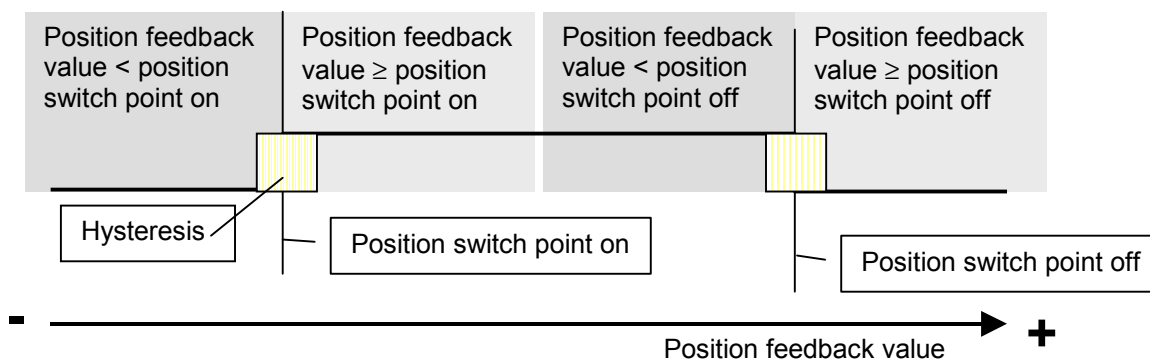 Position feedback
value < position
switch point on
Position feedback
value ≥ position
switch point on
Position feedback
value < position
switch point off
Position feedback
value ≥ position
switch point off
Hysteresis
Position switch point on
Position switch point off
-
+
Position feedback value